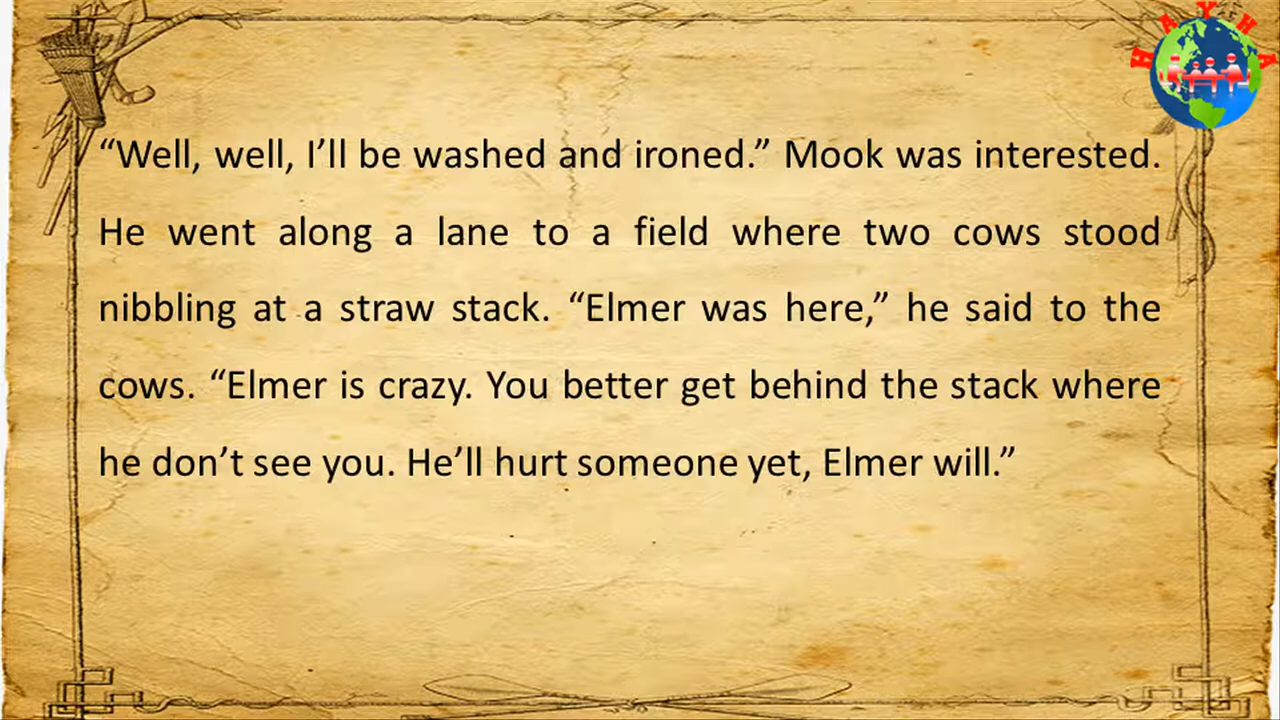 HAYHA
“Well, well, I’ll be washed and ironed.” Mook was interested.
He went along a lane to a field where two cows stood
nibbling at a straw stack. “Elmer was here,” he said to the
cows. “Elmer is crazy. You better get behind the stack where
he don’t see you. He’ll hurt someone yet, Elmer will.”